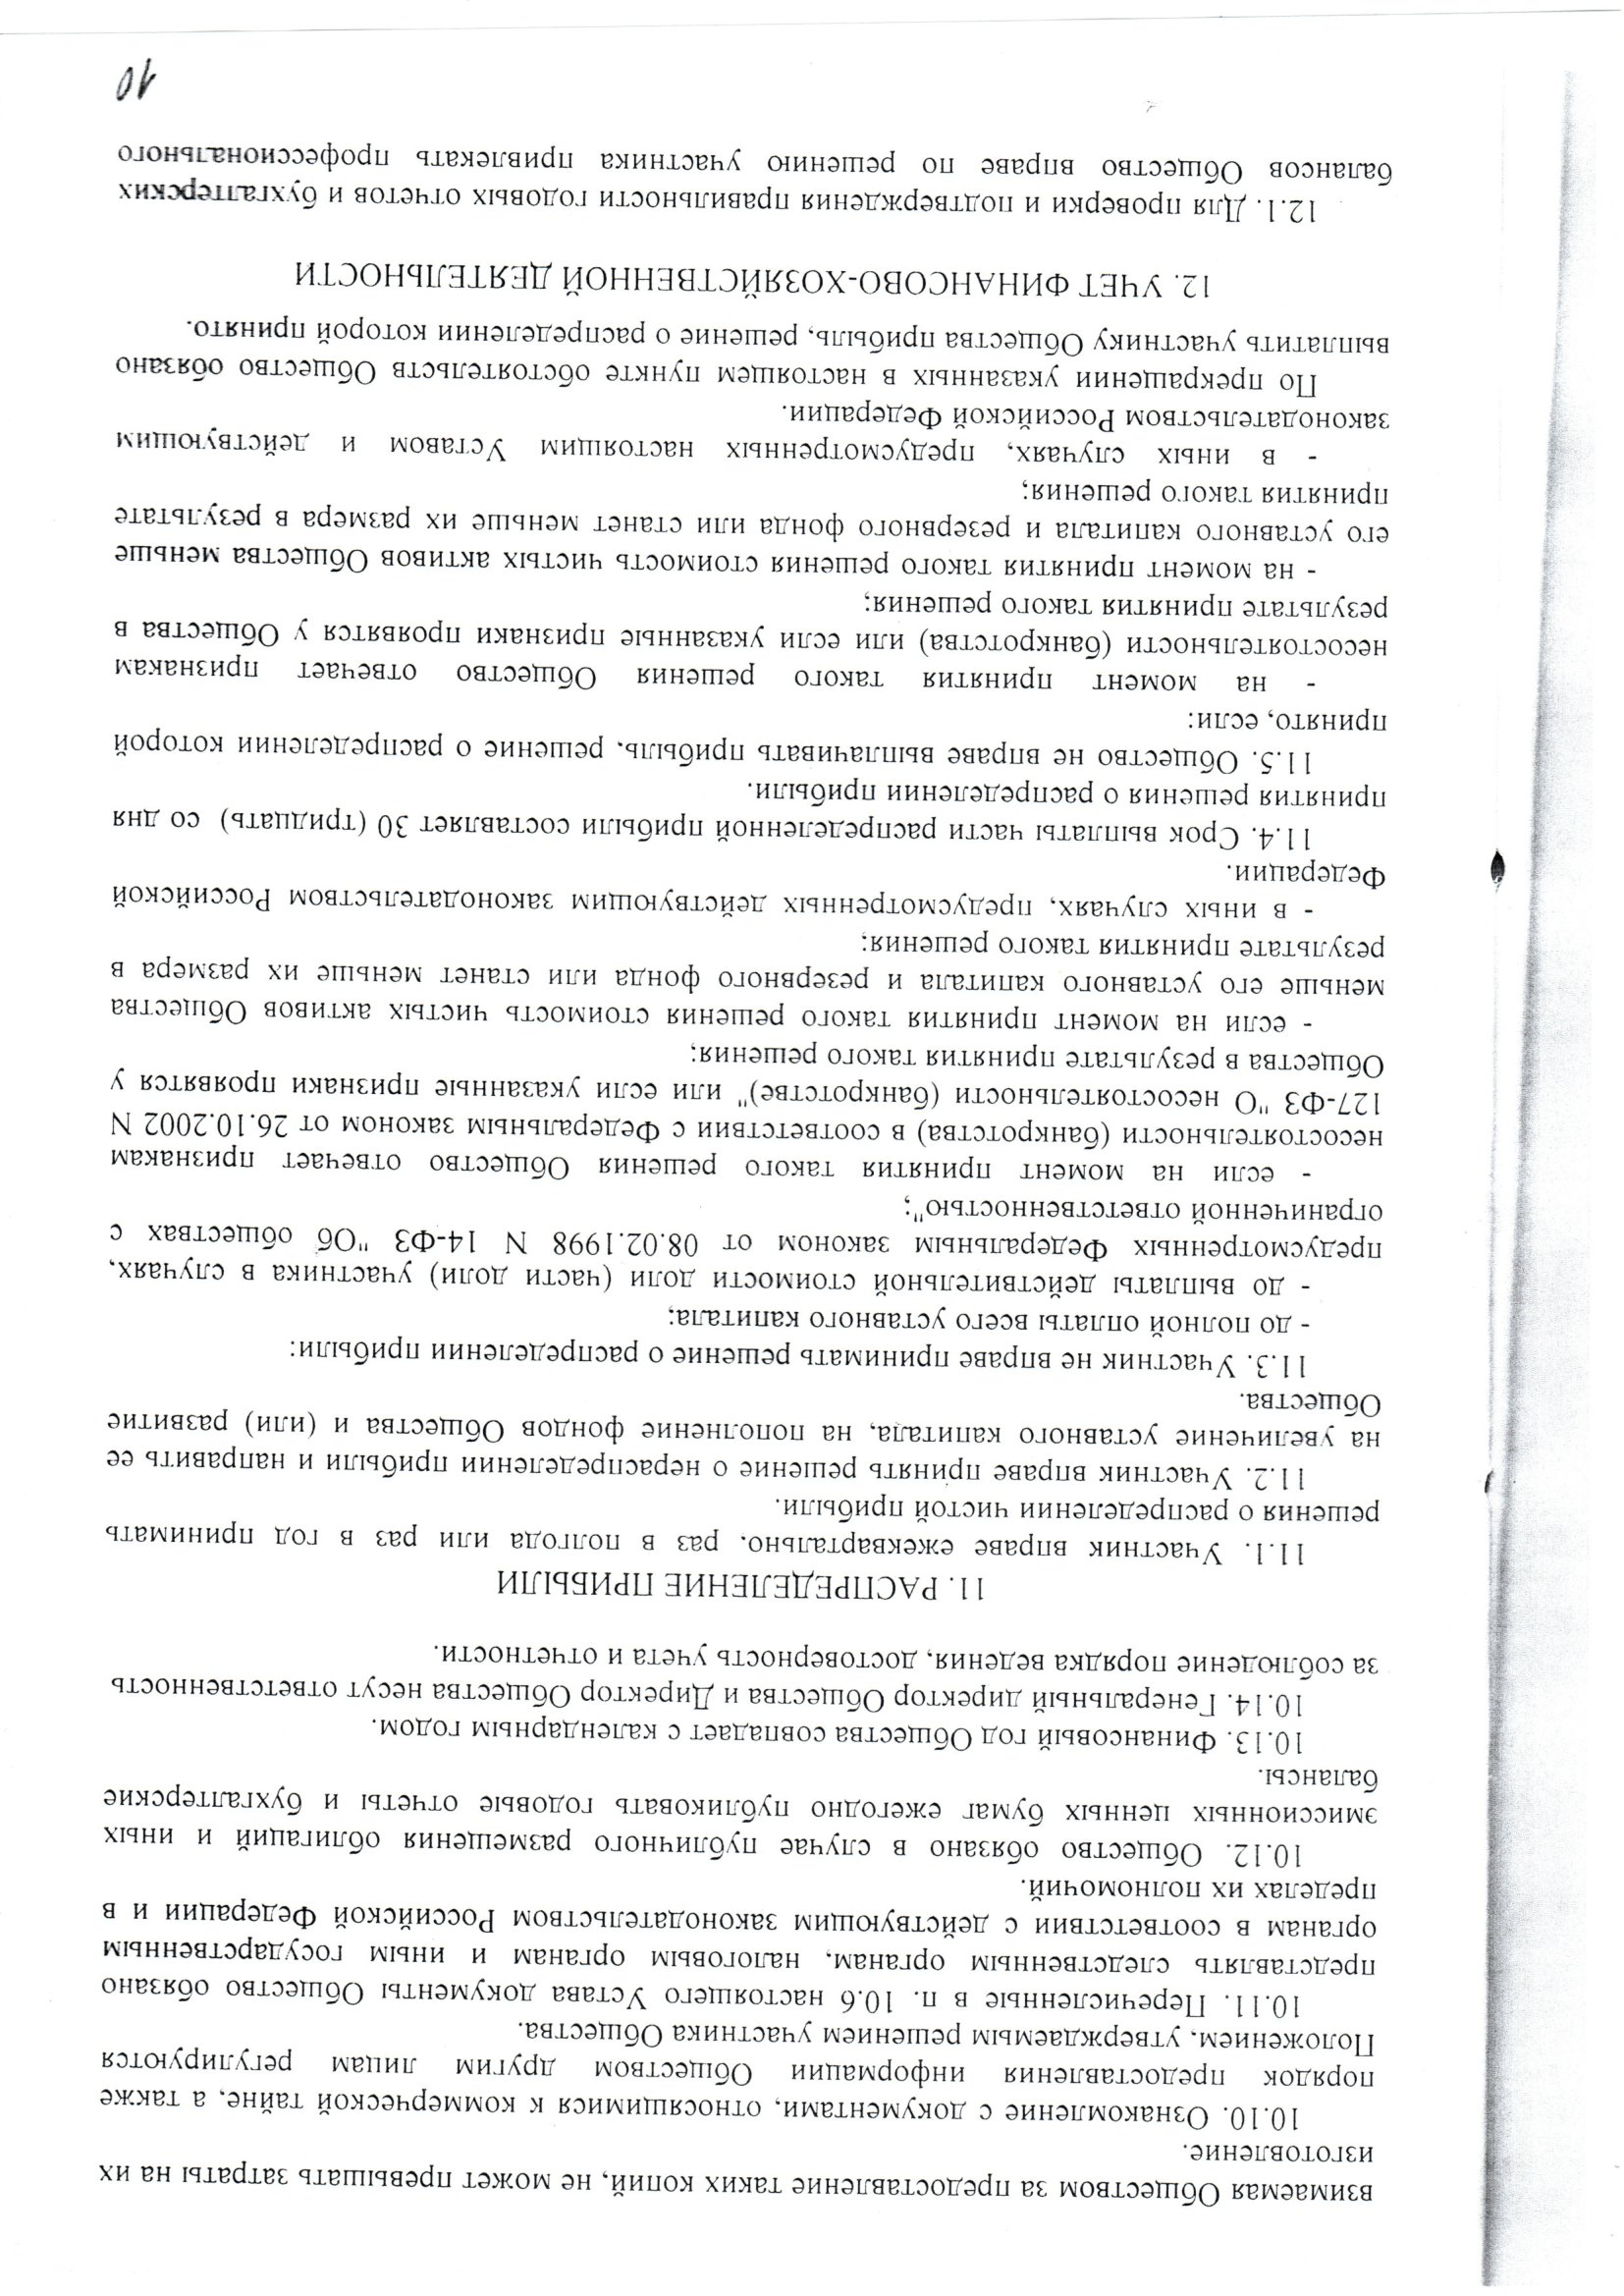 взимаемая Обществом за предоставление таких копий, не может превышать затраты на их
изготовление.
10.10. Ознакомление с документами, относящимися к коммерческой тайне, а также
порядок предоставления информации Обществом другим лицам регулируются
Положением, утверждаемым решением участника Общества.
10.11. Перечисленные в п. 10.6 настоящего Устава документы Общество обязано
представлять следственным органам, налоговым органам и иным государственным
органам в соответствии с действующим законодательством Российской Федерации и в
пределах их полномочий.
10.12. Общество обязано в случае публичного размещения облигаций и иных
эмиссионных ценных бумаг ежегодно публиковать годовые отчеты и бухгалтерские
балансы.
10.13. Финансовый год Общества совпадает с календарным годом.
10.14. Генеральный директор Общества и Директор Общества несут ответственность
за соблюдение порядка ведения, достоверность учета и отчетности.
11. РАСПРЕДЕЛЕНИЕ ПРИБЫЛИ
11.1. Участник вправе ежеквартально, раз в полгода или раз в год принимать
решения о распределении чистой прибыли.
11.2. Участник вправе принять решение о нераспределении прибыли и направить ее
на увеличение уставного капитала, на пополнение фондов Общества и (или) развитие
Общества.
11.3. Участник не вправе принимать решение о распределении прибыли:
- до полной оплаты всего уставного капитала;
- до выплаты действительной стоимости доли (части доли) участника в случаях,
предусмотренных Федеральным законом от 08.02.1998 N 14-ФЗ "Об обществах с
ограниченной ответственностью";
- если на момент принятия такого решения Общество отвечает признакам
несостоятельности (банкротства) в соответствии с Федеральным законом от 26.10.2002 N
127-ФЗ "О несостоятельности (банкротстве)" или если указанные признаки проявятся у
Общества в результате принятия такого решения;
- если на момент принятия такого решения стоимость чистых активов Общества
меньше его уставного капитала и резервного фонда или станет меньше их размера в
результате принятия такого решения;
- в иных случаях, предусмотренных действующим законодательством Российской
Федерации.
11.4. Срок выплаты части распределенной прибыли составляет 30 (тридцать) со дня
принятия решения о распределении прибыли.
11.5. Общество не вправе выплачивать прибыль, решение о распределении которой
принято, если:
- на момент принятия такого решения Общество отвечает признакам
несостоятельности (банкротства) или если указанные признаки проявятся у Общества в
результате принятия такого решения;
- на момент принятия такого решения стоимость чистых активов Общества меньше
его уставного капитала и резервного фонда или станет меньше их размера в результате
принятия такого решения;
- в иных случаях, предусмотренных настоящим Уставом и действующим
законодательством Российской Федерации.
По прекращении указанных в настоящем пункте обстоятельств Общество обязано
выплатить участнику Общества прибыль, решение о распределении которой принято.
12. УЧЕТ ФИНАНСОВО-ХОЗЯЙСТВЕННОЙ ДЕЯТЕЛЬНОСТИ
12.1. Для проверки и подтверждения правильности годовых отчетов и бухгалтерских
балансов Общество вправе по решению участника привлекать профессионального
10